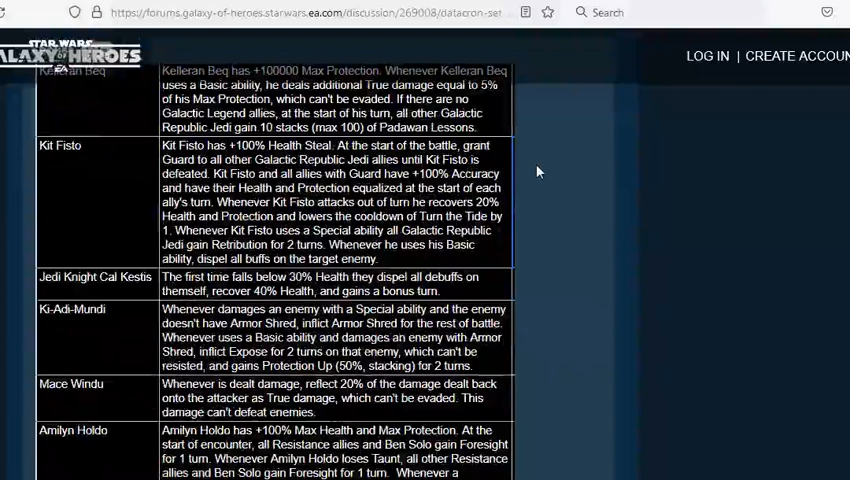 https://forums.galaxy-of-heroes.starwars.ea.com/discussion/269008/datacron-set-
Search
STAR WARS
GALAXY OF HEROES
EA
LOG IN | CREATE ACCOUN
Kelleran Beq
Kelleran Beq has +100000 Max Protection. Whenever Kelleran Beq
uses a Basic ability, he deals additional True damage equal to 5%
of his Max Protection, which can't be evaded. If there are no
Galactic Legend allies, at the start of his turn, all other Galactic
Republic Jedi gain 10 stacks (max 100) of Padawan Lessons.
Kit Fisto
Kit Fisto has +100% Health Steal. At the start of the battle, grant
Guard to all other Galactic Republic Jedi allies until Kit Fisto is
defeated. Kit Fisto and all allies with Guard have +100% Accuracy
and have their Health and Protection equalized at the start of each
ally's turn. Whenever Kit Fisto attacks out of turn he recovers 20%
Health and Protection and lowers the cooldown of Turn the Tide by
1. Whenever Kit Fisto uses a Special ability all Galactic Republic
Jedi gain Retribution for 2 turns. Whenever he uses his Basic
ability, dispel all buffs on the target enemy.
Jedi Knight Cal Kestis
The first time falls below 30% Health they dispel all debuffs on
themself, recover 40% Health, and gains a bonus turn.
Ki-Adi-Mundi
Whenever damages an enemy with a Special ability and the enemy
doesn't have Armor Shred, inflict Armor Shred for the rest of battle.
Whenever uses a Basic ability and damages an enemy with Armor
Shred, inflict Expose for 2 turns on that enemy, which can't be
resisted, and gains Protection Up (50%, stacking) for 2 turns.
Mace Windu
Whenever is dealt damage, reflect 20% of the damage dealt back
onto the attacker as True damage, which can't be evaded. This
damage can't defeat enemies.
Amilyn Holdo
Amilyn Holdo has +100% Max Health and Max Protection. At the
start of encounter, all Resistance allies and Ben Solo gain Foresight
for 1 turn. Whenever Amilyn Holdo loses Taunt, all other Resistance
allies and Ben Solo gain Foresight for 1 turn. Whenever a